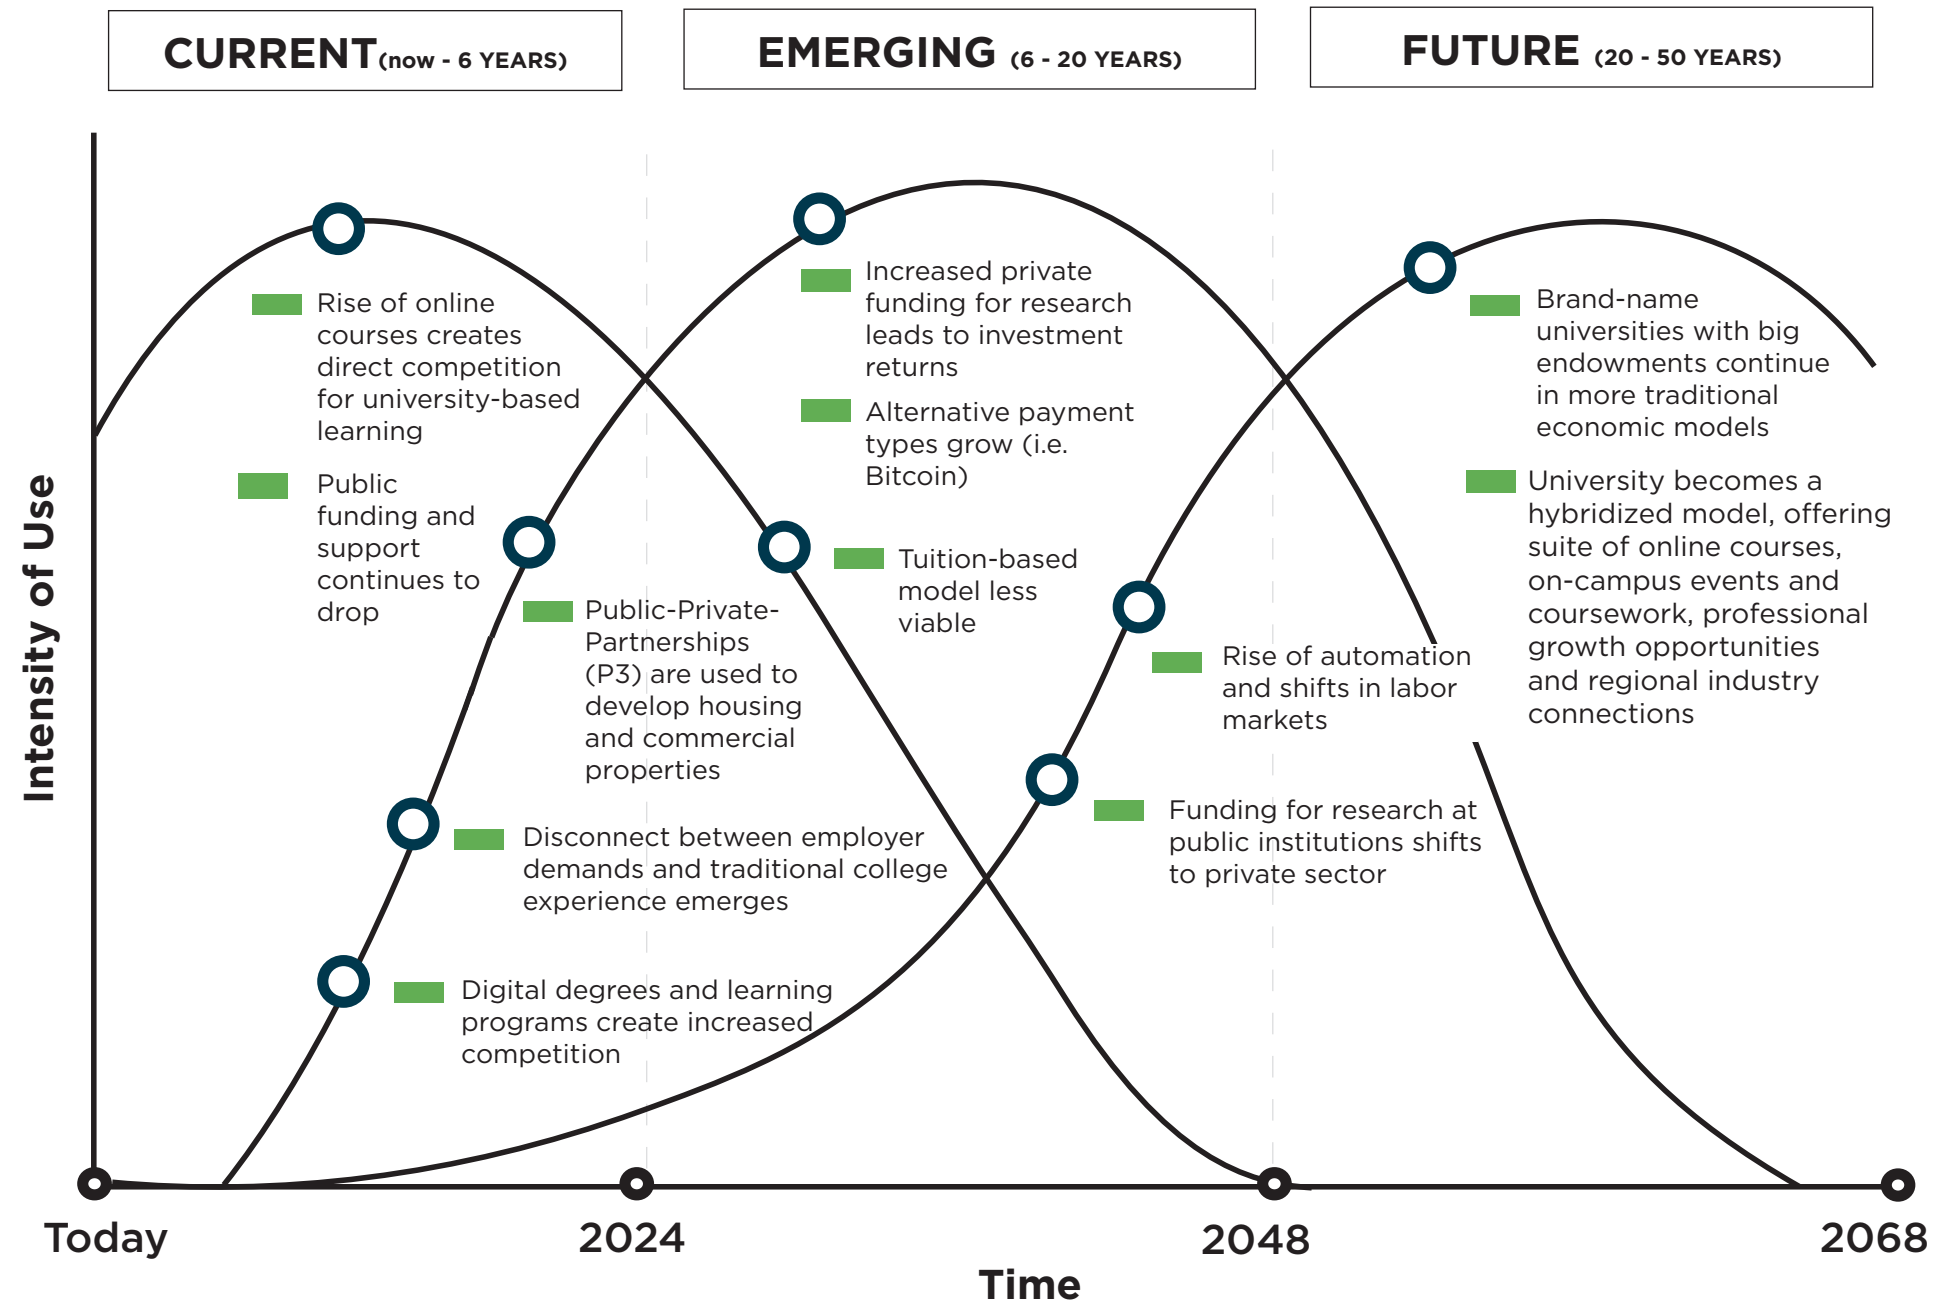 CURRENT(now - 6 YEARS)
EMERGING (6 - 20 YEARS)
FUTURE (20 - 50 YEARS)
Intensity of Use
Rise of online
courses creates
direct competition
for university-based
learning
Public
funding and
support
continues to
drop
Public-Private-
Partnerships
(P3) are used to
develop housing
and commercial
properties
Disconnect between employer
demands and traditional college
experience emerges
Digital degrees and learning
programs create increased
competition
Increased private
funding for research
leads to investment
returns
Alternative payment
types grow (i.e.
Bitcoin)
Tuition-based
model less
viable
Rise of automation
and shifts in labor
markets
Funding for research at
public institutions shifts
to private sector
Brand-name
universities with big
endowments continue
in more traditional
economic models
University becomes a
hybridized model, offering
suite of online courses,
on-campus events and
coursework, professional
growth opportunities
and regional industry
connections
Today
2024
2048
2068
Time